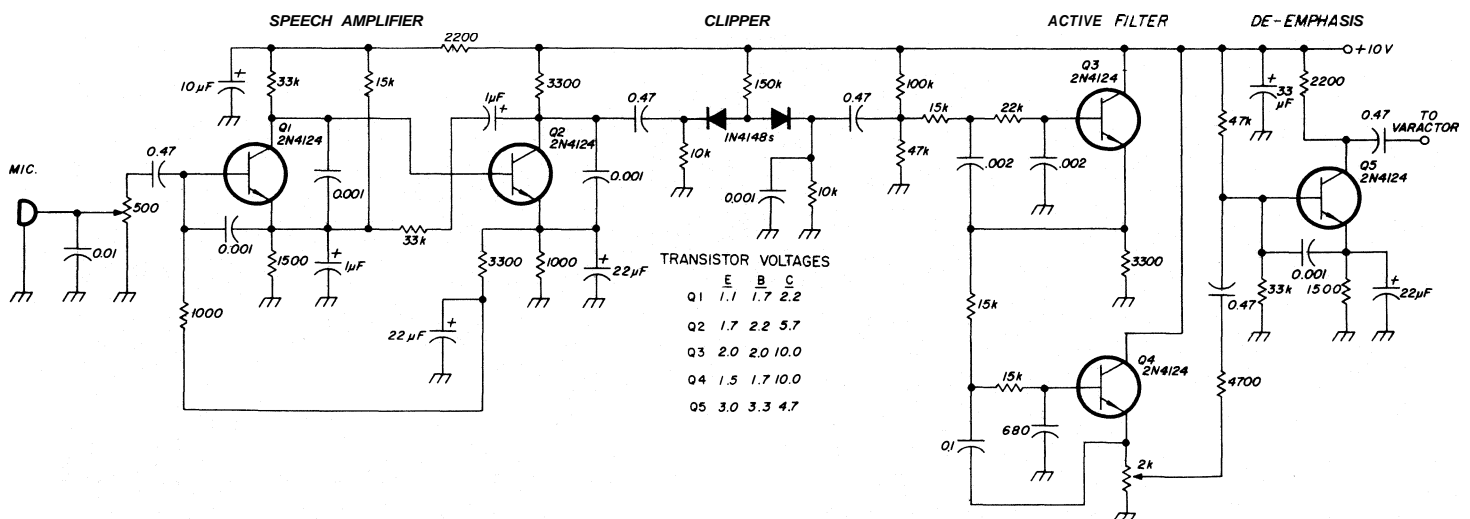 SPEECH AMPLIFIER
CLIPPER
ACTIVE FILTER
DE-EMPHASIS
2200
+10V
10µF
+
33k
15k
3300
150k
100k
Q3
2N4124
33
µF
+
2200
1µF
+
0.47
0.47
15k
22k
47k
0.47
TO
VARACTOR
Q1
2N4124
Q2
2N4124
1N4148s
MIC.
0.47
0.001
0.001
10k
47k
.002
.002
Q5
2N4124
500
0.001
10k
0.01
0.001
33k
1500
+
1µF
3300
1000
+
22µF
3300
0.001
33k
1500
+
22µF
0.47
TRANSISTOR VOLTAGES
E B C
Q1 1.1 1.7 2.2
Q2 1.7 2.2 5.7
Q3 2.0 2.0 10.0
Q4 1.5 1.7 10.0
Q5 3.0 3.3 4.7
1000
22µF
+
15k
Q4
2N4124
15k
4700
0.1
680
2k